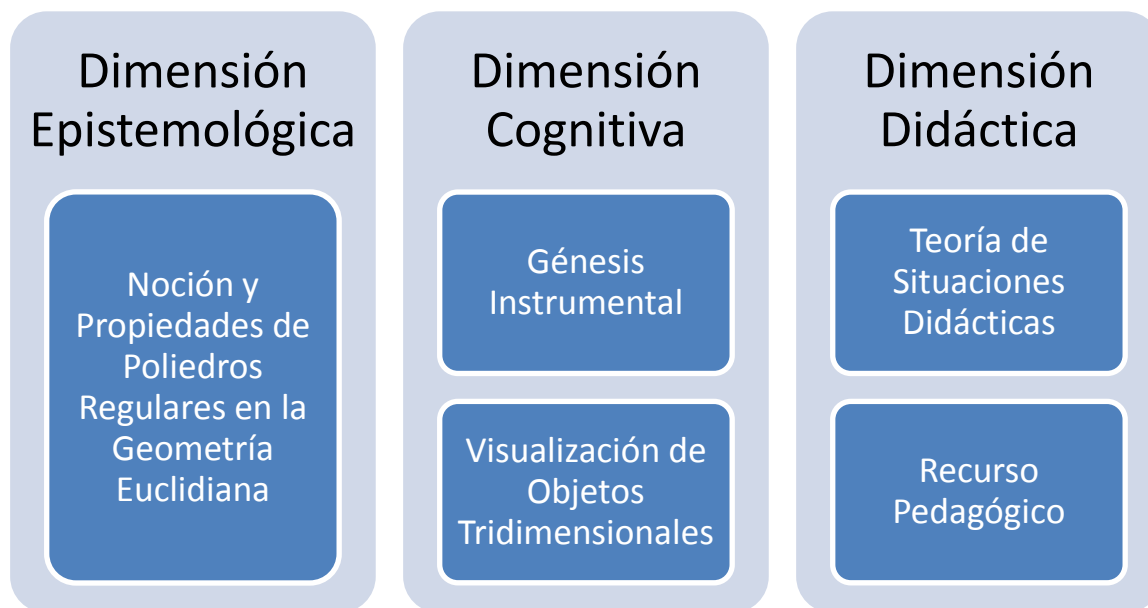 Dimensión
Epistemológica
Noción y
Propiedades de
Poliedros
Regulares en la
Geometría
Euclidiana
Dimensión
Cognitiva
Génesis
Instrumental
Visualización de
Objetos
Tridimensionales
Dimensión
Didáctica
Teoría de
Situaciones
Didácticas
Recurso
Pedagógico